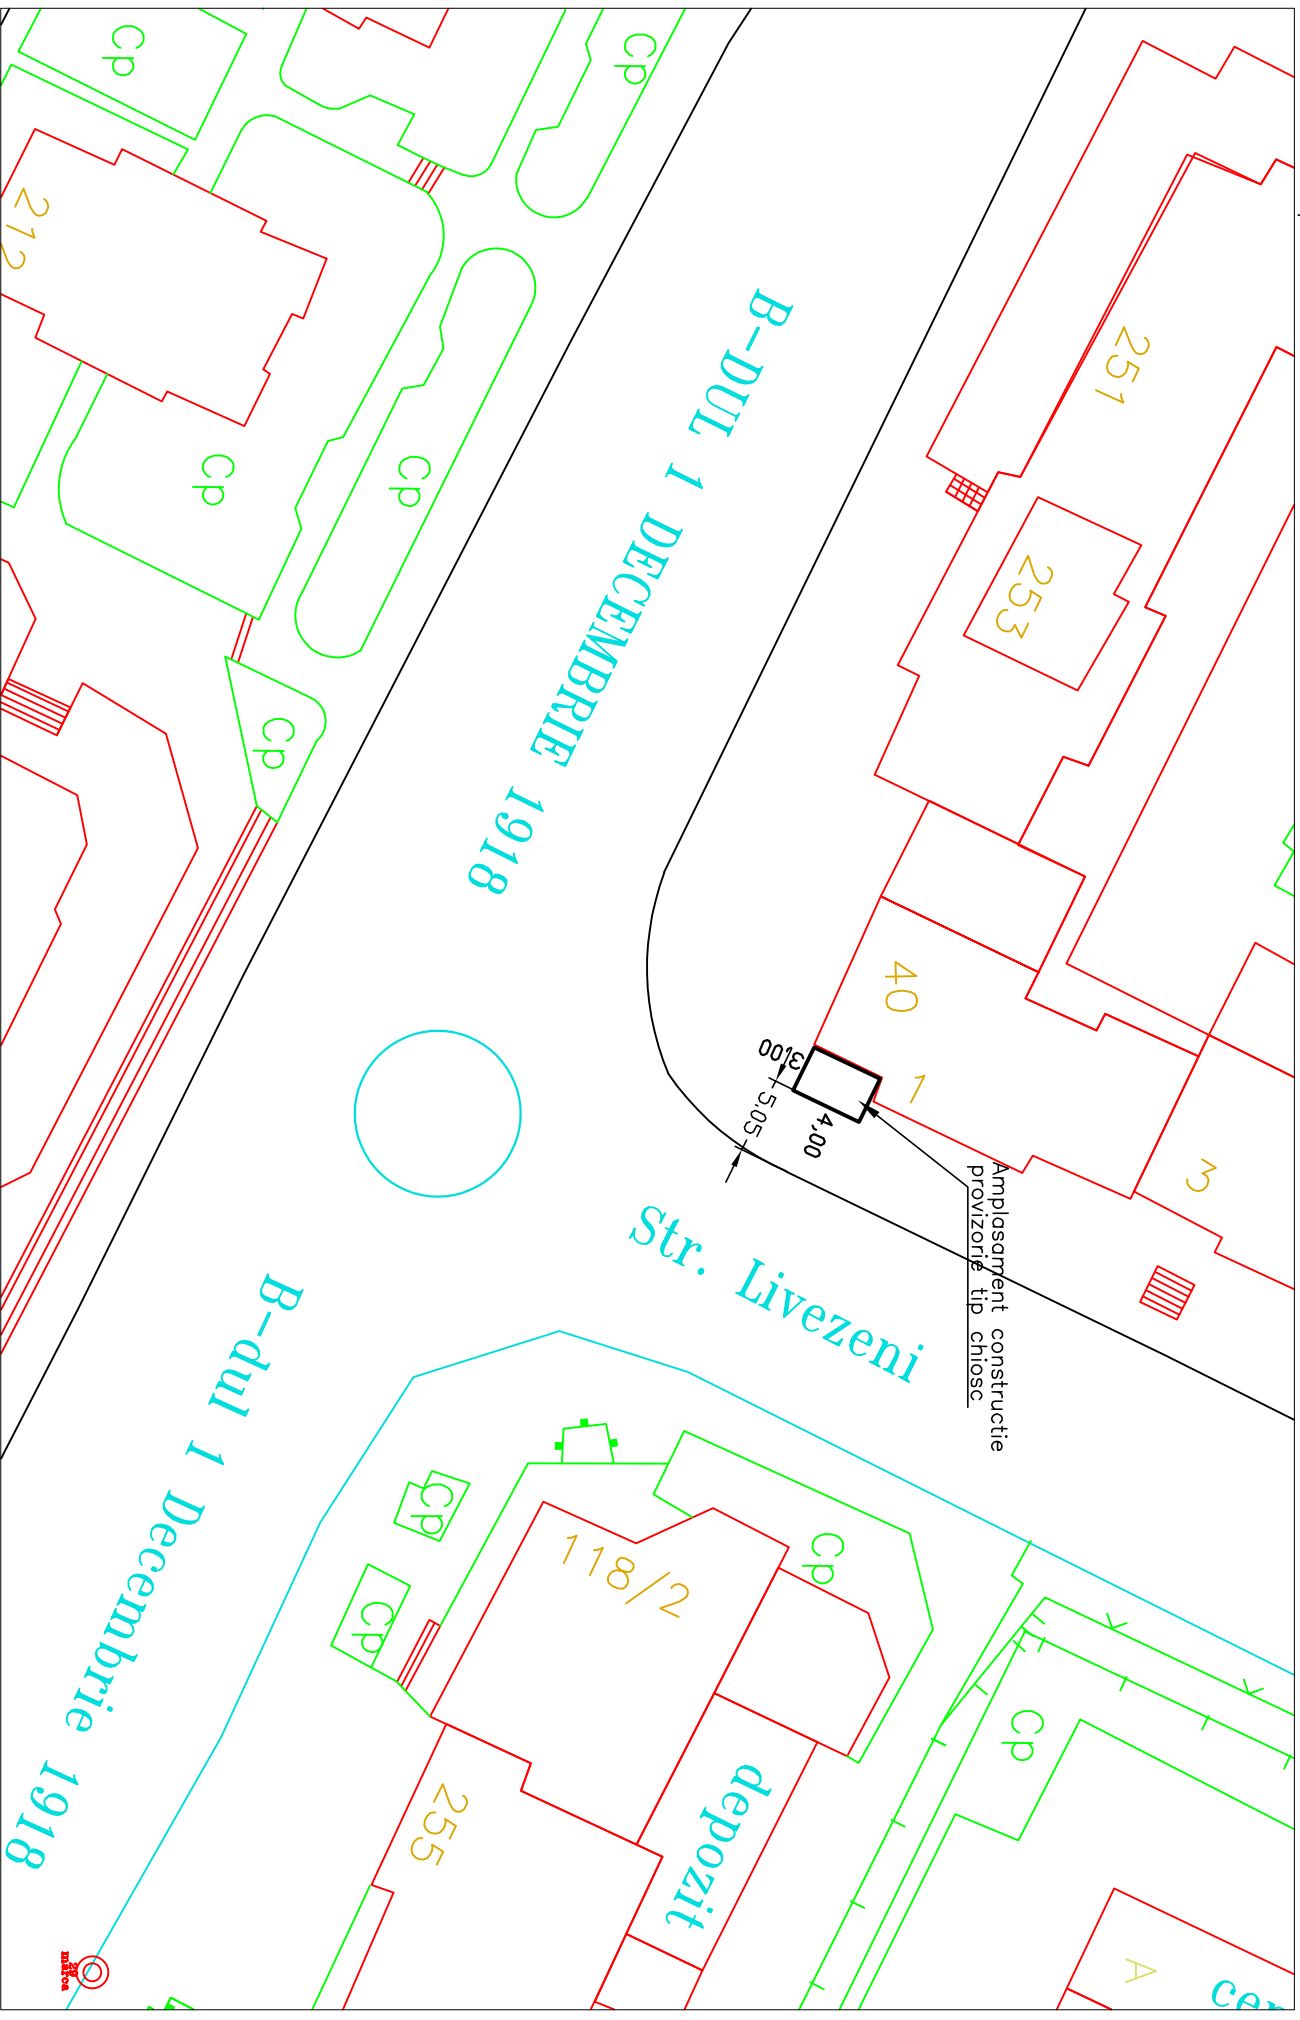 Cp
Cp
212
B-DUL 1 DECEMBRIE 1918
251
253
Cp
Cp
Cp
40
1
3
3,00
5,05
4,00
Amplasament constructie
provizorie tip chiosc
Str. Livezeni
B-dul 1 Decembrie 1918
Cp
Cp
118/2
Cp
Cp
255
depozit
A
29
marca